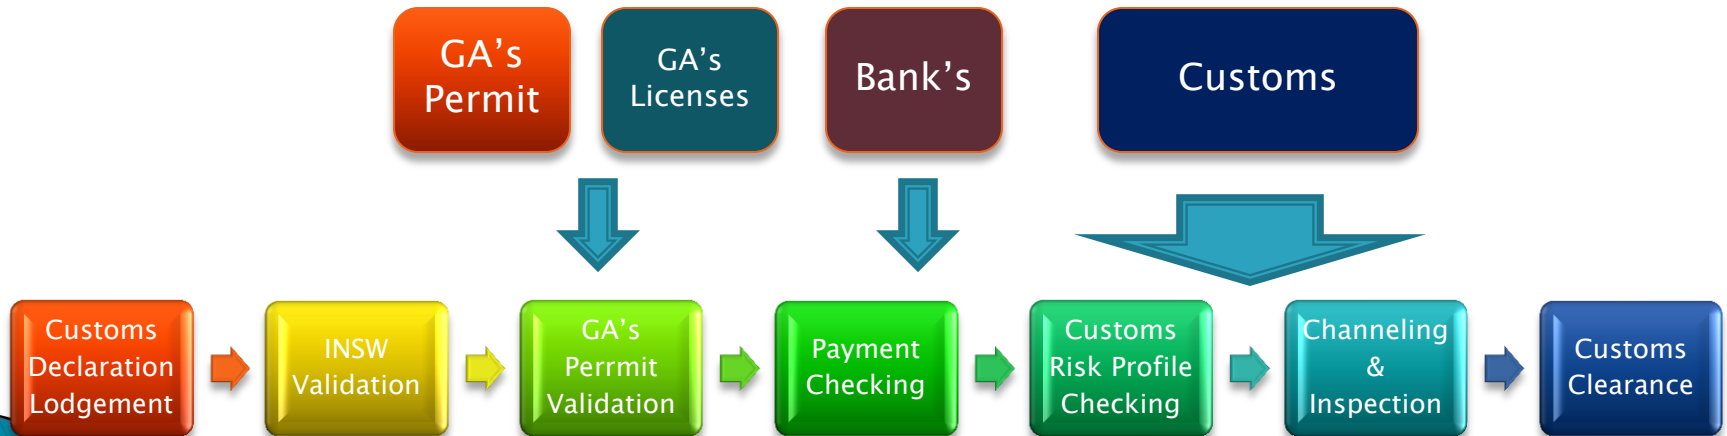 GA's
Permit
GA's
Licenses
Bank's
Customs
Customs
Declaration
Lodgement
INSW
Validation
GA's
Perrmit
Validation
Payment
Checking
Customs
Risk Profile
Checking
Channeling
&
Inspection
Customs
Clearance